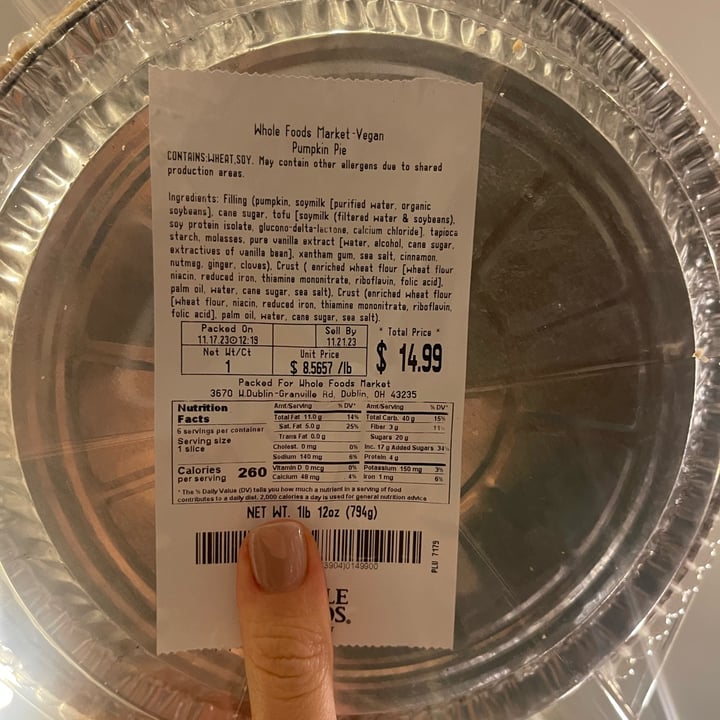 Whole Foods Market-Vegan
Pumpkin Pie
CONTAINS:WHEAT,SOY. May contain other allergens due to shared
production areas.
Ingredients: Filling (pumpkin, soymilk [purified water, organic
soybeans], cane sugar, tofu [soymilk (filtered water & soybeans),
soy protein isolate, glucono-delta-lactone, calcium chloride], tapioca
starch, molasses, pure vanilla extract [water, alcohol, cane sugar,
extractives of vanilla bean], xantham gum, sea salt, cinnamon,
nutmeg, ginger, cloves), Crust ( enriched wheat flour [wheat flour
niacin, reduced iron, thiamine mononitrate, riboflavin, folic acid],
palm oil, water, cane sugar, sea salt), Crust (enriched wheat flour
[wheat flour, niacin, reduced iron, thiamine mononitrate, riboflavin,
folic acid], palm oil, water, cane sugar, sea salt).
Packed On Sell By * Total Price *
11.17.23 12:19 11.21.23
Net Wt/Ct Unit Price $ 14.99
1 $ 8.5657 /lb
Packed For Whole Foods Market
3670 W.Dublin-Granville Rd, Dublin, OH 43235
Nutrition
Facts
6 servings per container
Serving size
1 slice
Calories
per serving 260
Amt/Serving % DV* Amt/Serving % DV*
Total Fat 11.0 g 14% Total Carb. 40 g 15%
Sat. Fat 5.0 g 25% Fiber 3 g 11%
Trans Fat 0.0 g Sugars 20 g
Cholest. 0 mg 0% Inc. 17 g Added Sugars 34%
Sodium 140 mg 6% Protein 4 g
Vitamin D 0 mcg 0% Potassium 150 mg 3%
Calcium 48 mg 4% Iron 1 mg 6%
* The % Daily Value (DV) tells you how much a nutrient in a serving of food
contributes to a daily diet. 2,000 calories a day is used for general nutrition advice
NET WT. 1lb 12oz (794g)
PLU 7179
3904)0149900
LE
DS.